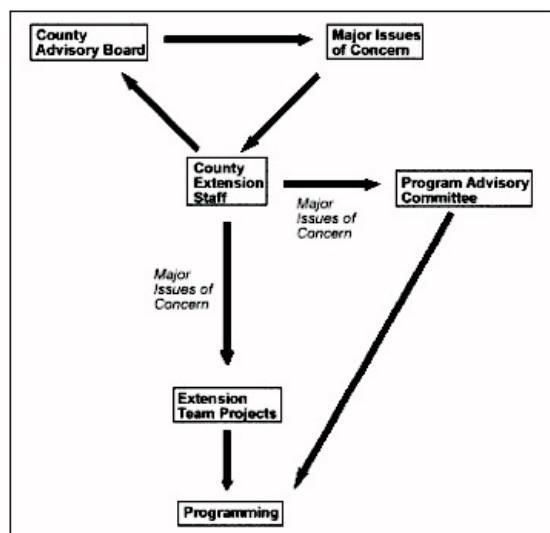 County
Advisory Board
Major Issues
of Concern
County
Extension
Staff
Major
Issues of
Concern
Program Advisory
Committee
Major
Issues of
Concern
Extension
Team Projects
Programming